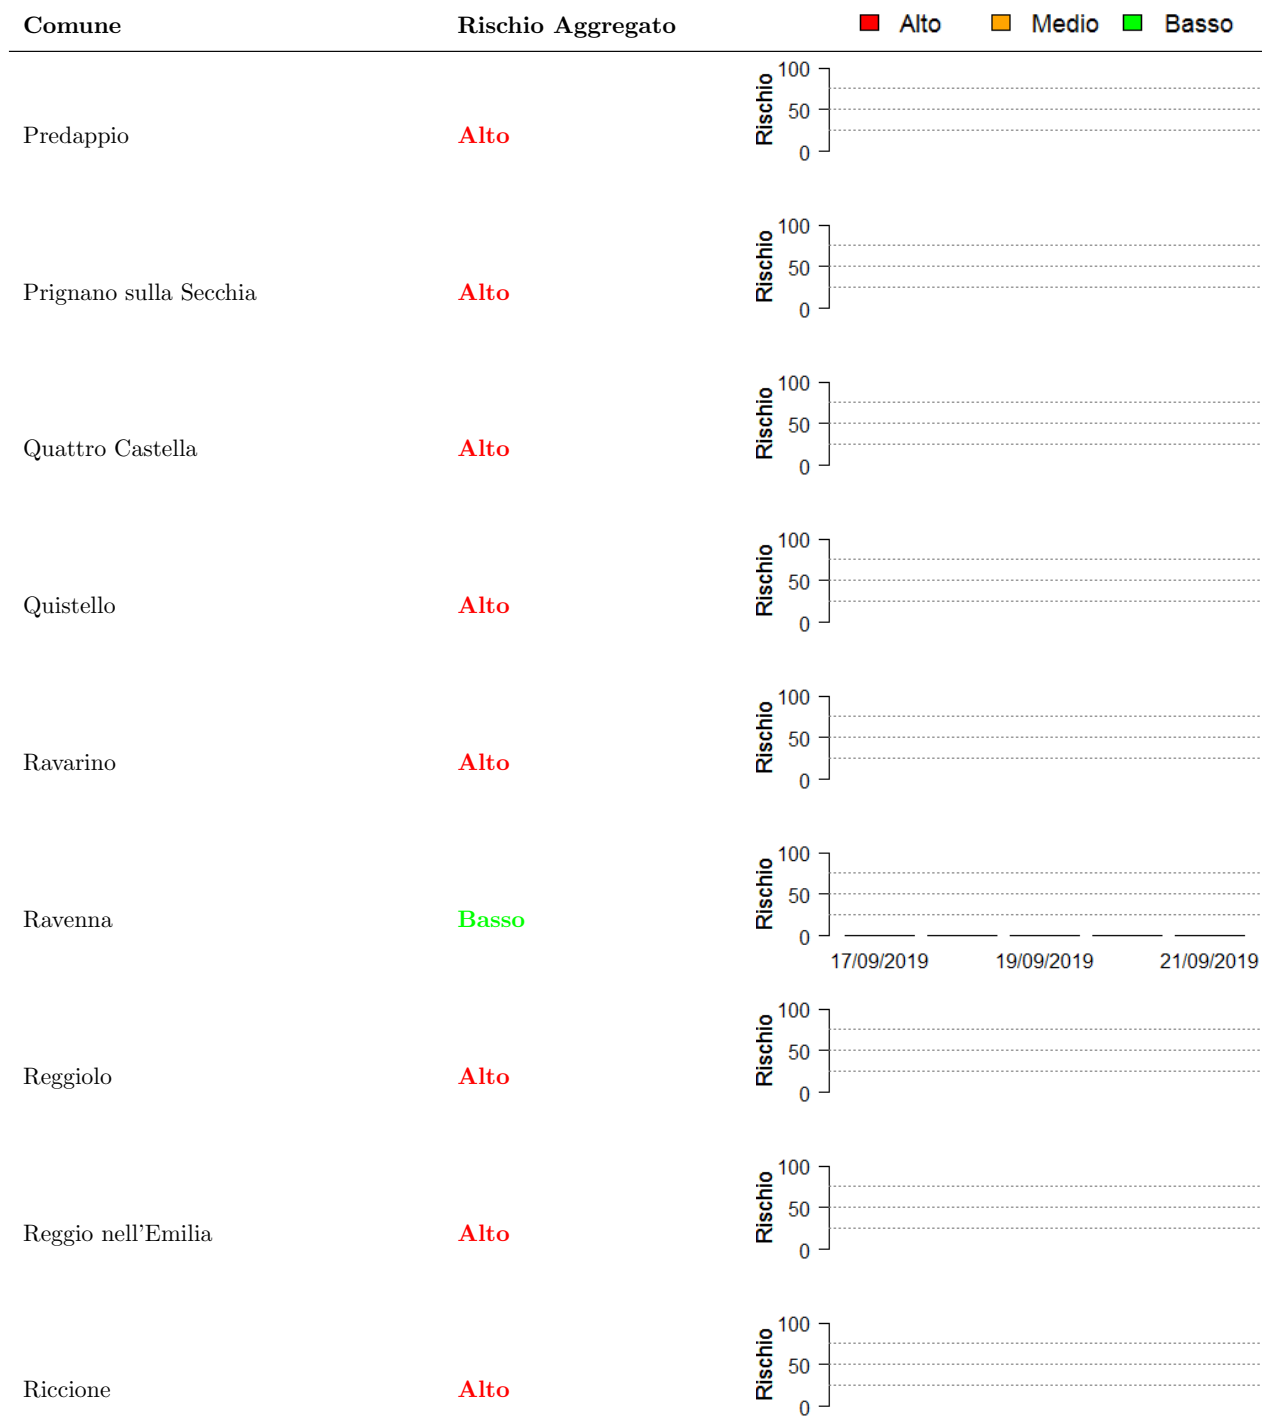 Comune Rischio Aggregato Alto Medio Basso
Predappio Alto Rischio 100 50 0
Prignano sulla Secchia Alto Rischio 100 50 0
Quattro Castella Alto Rischio 100 50 0
Quistello Alto Rischio 100 50 0
Ravarino Alto Rischio 100 50 0
Ravenna Basso Rischio 100 50 0
17/09/2019 19/09/2019 21/09/2019
Reggiolo Alto Rischio 100 50 0
Reggio nell'Emilia Alto Rischio 100 50 0
Riccione Alto Rischio 100 50 0